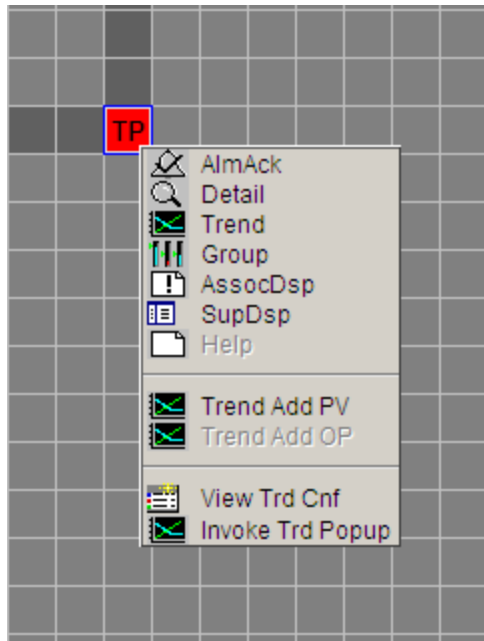 TP
AlmAck
Detail
Trend
Group
AssocDsp
SupDsp
Help
Trend Add PV
Trend Add OP
View Trd Cnf
Invoke Trd Popup